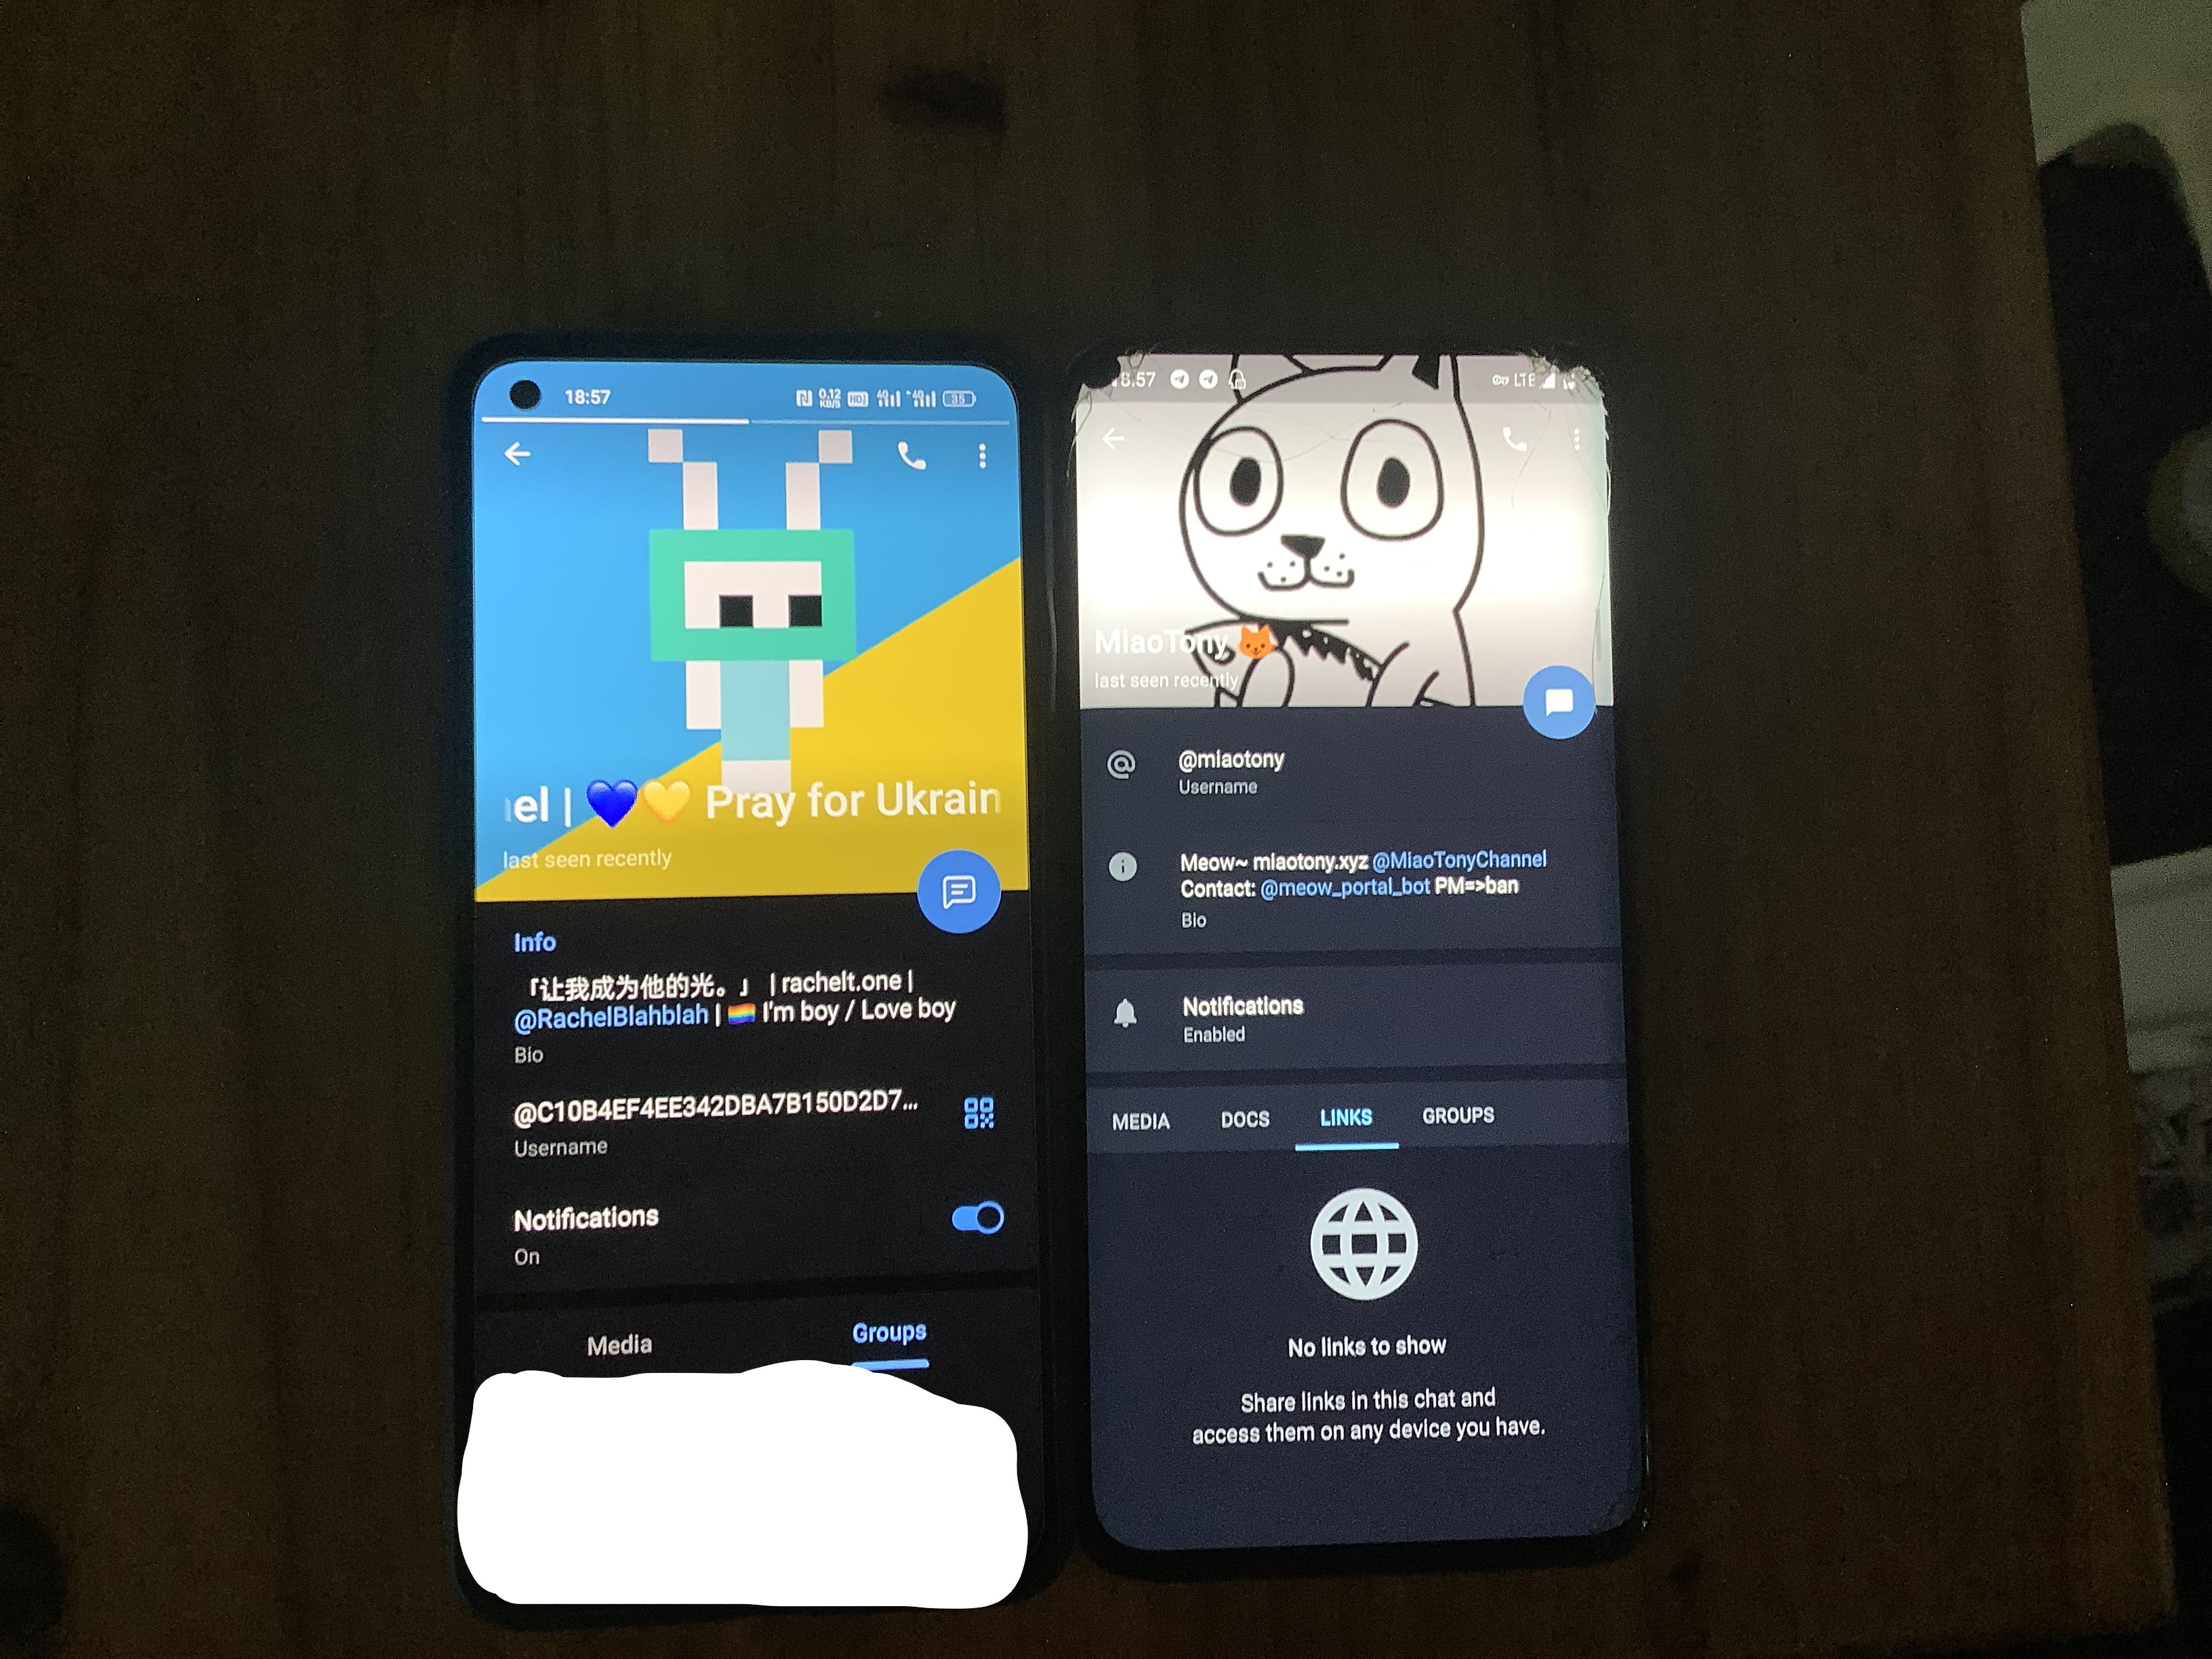 18:57
0.12
KB/S
HD
4G
4G
35
el | 💙💛 Pray for Ukrain
last seen recently
Info
「让我成为他的光。」 | rachelt.one |
@RachelBlahblah | 🏳️‍🌈 I'm boy / Love boy
Bio
@C10B4EF4EE342DBA7B150D2D7...
Username
Notifications
On
Media
Groups
8:57
LTE
MiaoTony 🦊
last seen recently
@miaotony
Username
Meow~ miaotony.xyz @MiaoTonyChannel
Contact: @meow_portal_bot PM=>ban
Bio
Notifications
Enabled
MEDIA
DOCS
LINKS
GROUPS
No links to show
Share links in this chat and
access them on any device you have.